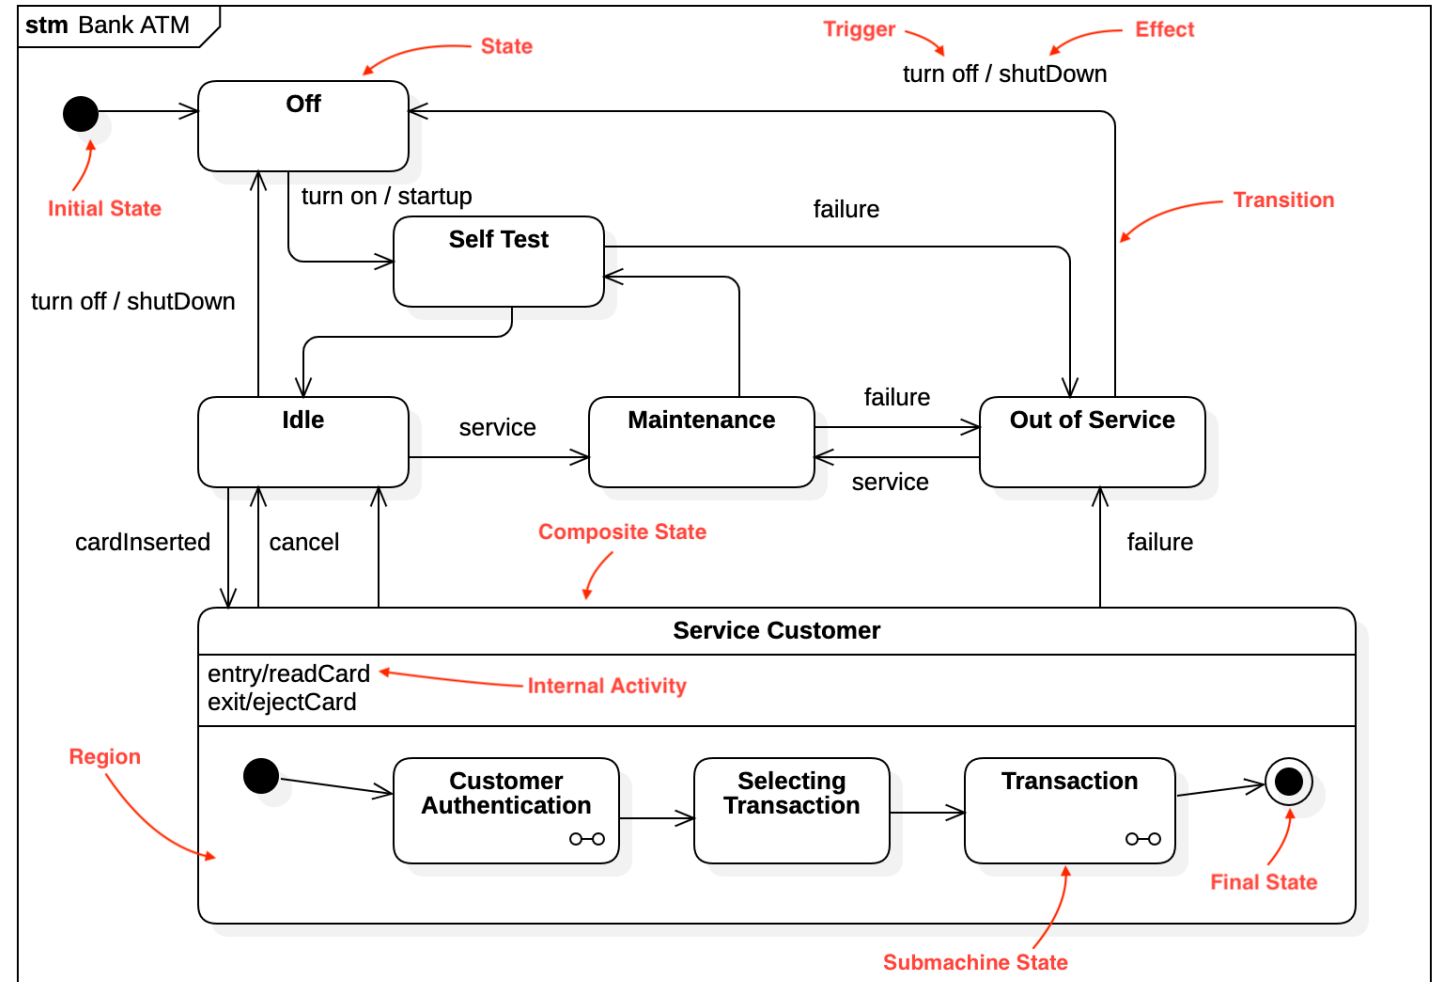 stm Bank ATM
Trigger
Effect
State
turn off / shutDown
Off
Initial State
turn on / startup
Transition
failure
Self Test
turn off / shutDown
Idle
service
Maintenance
failure
Out of Service
service
cardInserted
cancel
Composite State
failure
Service Customer
entry/readCard
exit/ejectCard
Internal Activity
Region
Customer
Authentication
Selecting
Transaction
Transaction
Final State
Submachine State